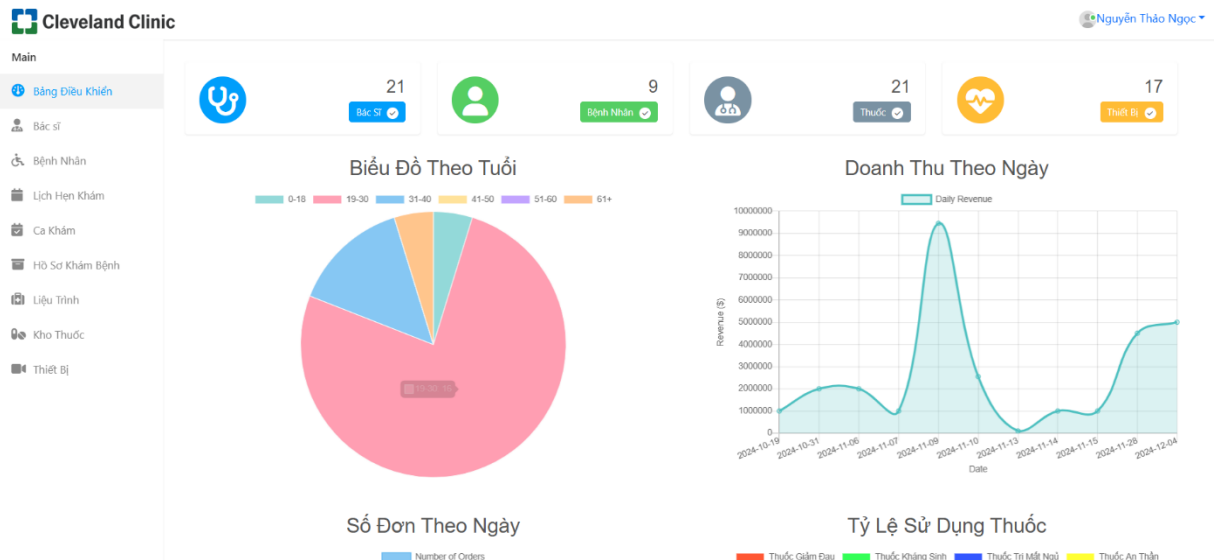 Cleveland Clinic
Nguyễn Thảo Ngọc
Main
Bảng Điều Khiển
Bác sĩ
Bệnh Nhân
Lịch Hẹn Khám
Ca Khám
Hồ Sơ Khám Bệnh
Liệu Trình
Kho Thuốc
Thiết Bị
21
Bác Sĩ
9
Bệnh Nhân
21
Thuốc
17
Thiết Bị
Biểu Đồ Theo Tuổi
0-18 19-30 31-40 41-50 51-60 61+
Doanh Thu Theo Ngày
Daily Revenue
Revenue ($)
10000000
9000000
8000000
7000000
6000000
5000000
4000000
3000000
2000000
1000000
0
2024-10-19 2024-10-31 2024-11-06 2024-11-07 2024-11-09 2024-11-10 2024-11-13 2024-11-14 2024-11-15 2024-11-28 2024-12-04
Date
Số Đơn Theo Ngày
Number of Orders
Tỷ Lệ Sử Dụng Thuốc
Thuốc Giảm Đau Thuốc Kháng Sinh Thuốc Trị Mất Ngủ Thuốc An Thần